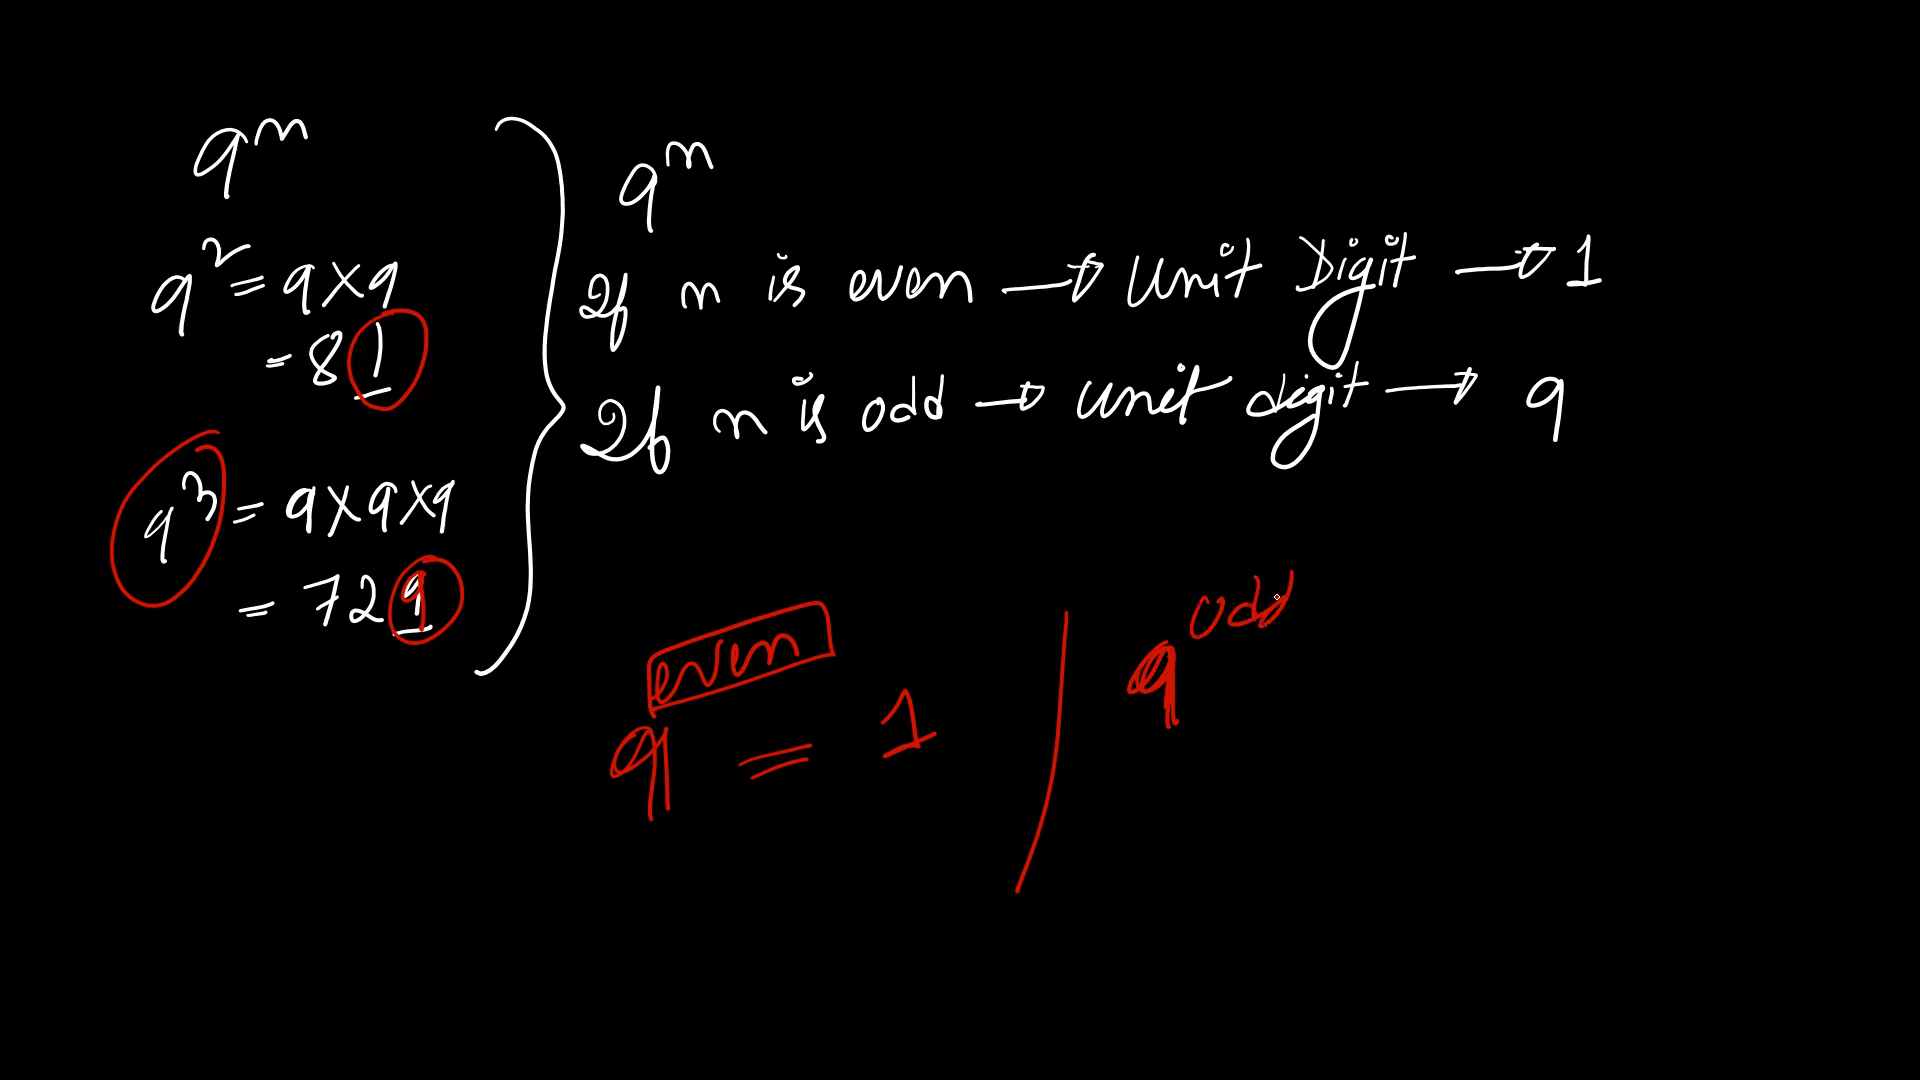 9^n
9^2 = 9×9
= 81
9^3 = 9×9×9
= 729
9^n
If n is even → Unit Digit → 1
If n is odd → unit digit → 9
9^even = 1
9^odd